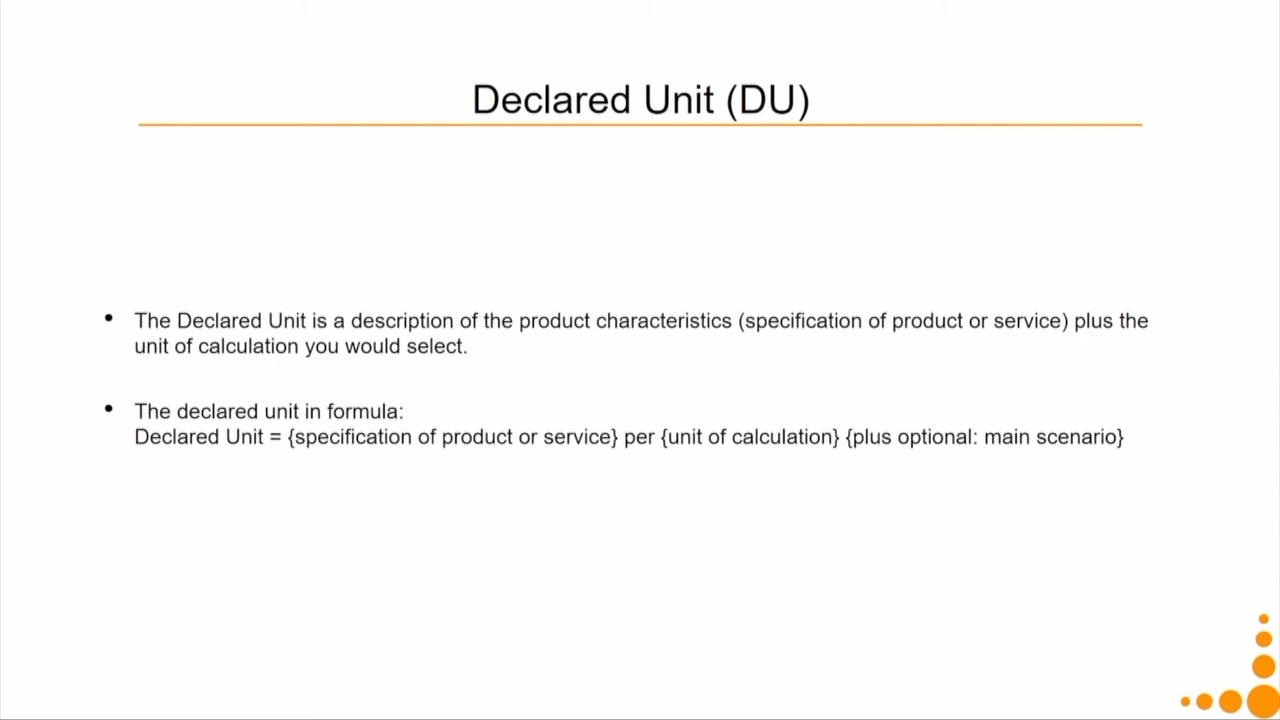 Declared Unit (DU)
• The Declared Unit is a description of the product characteristics (specification of product or service) plus the
unit of calculation you would select.
• The declared unit in formula:
Declared Unit = {specification of product or service} per {unit of calculation} {plus optional: main scenario}